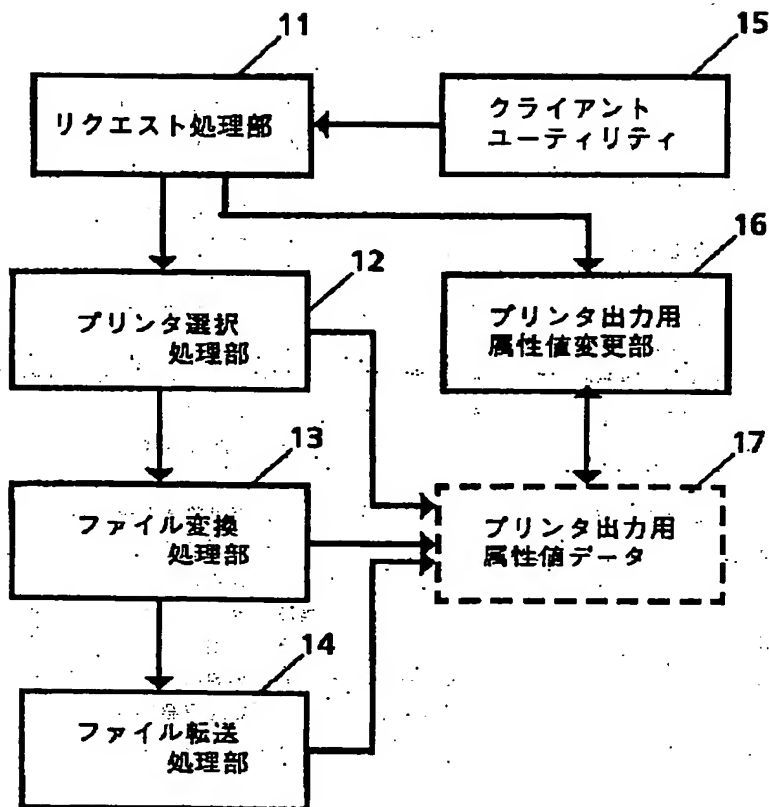 11
リクエスト処理部
15
クライアント
ユーティリティ
12
プリンタ選択
処理部
16
プリンタ出力用
属性値変更部
13
ファイル変換
処理部
17
プリンタ出力用
属性値データ
14
ファイル転送
処理部